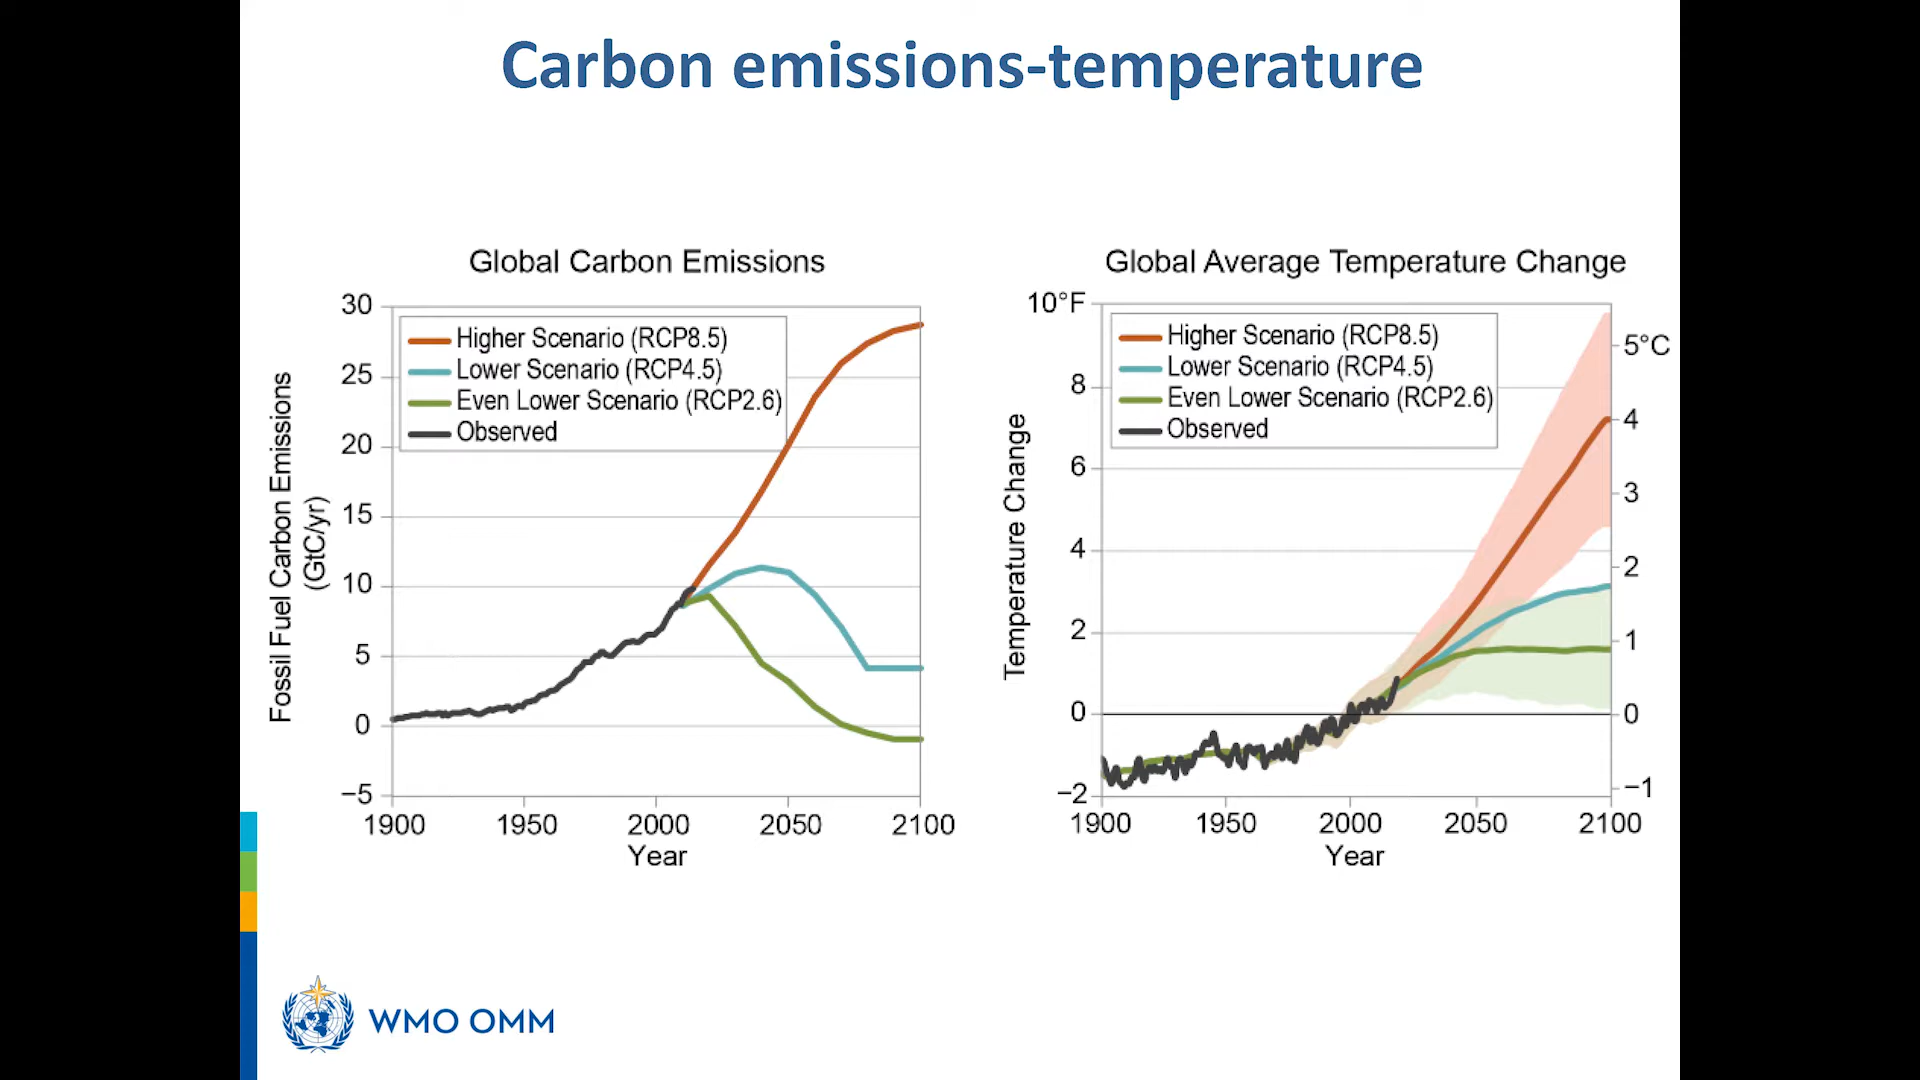 Carbon emissions-temperature
Global Carbon Emissions
30
25
20
15
10
5
0
−5
Fossil Fuel Carbon Emissions
(GtC/yr)
Higher Scenario (RCP8.5)
Lower Scenario (RCP4.5)
Even Lower Scenario (RCP2.6)
Observed
1900 1950 2000 2050 2100
Year
Global Average Temperature Change
10°F
8
6
4
2
0
−2
Temperature Change
Higher Scenario (RCP8.5)
Lower Scenario (RCP4.5)
Even Lower Scenario (RCP2.6)
Observed
5°C
4
3
2
1
0
−1
1900 1950 2000 2050 2100
Year
WMO OMM